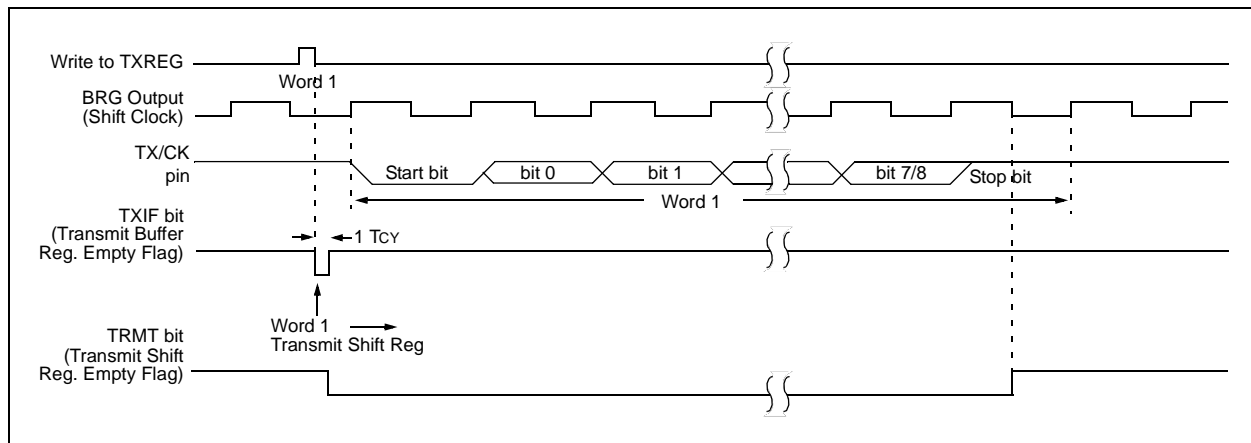 Write to TXREG
Word 1
BRG Output
(Shift Clock)
TX/CK
pin
Start bit
bit 0
bit 1
bit 7/8
Stop bit
Word 1
TXIF bit
(Transmit Buffer
Reg. Empty Flag)
1 TCY
Word 1
Transmit Shift Reg
TRMT bit
(Transmit Shift
Reg. Empty Flag)